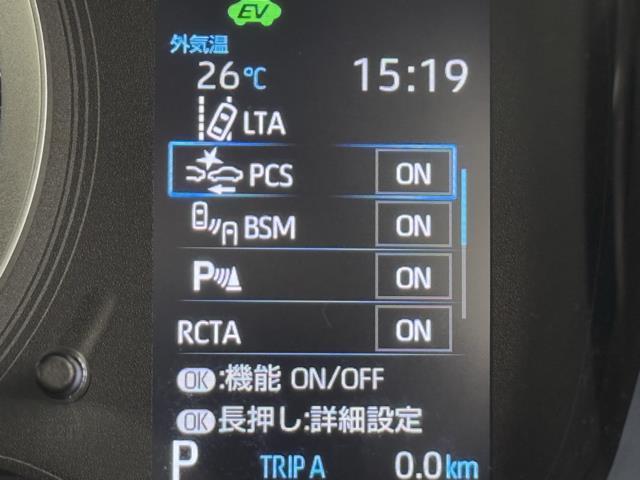 EV
外気温
26℃ 15:19
LTA
PCS ON
BSM ON
P ON
RCTA ON
OK:機能 ON/OFF
OK長押し:詳細設定
P TRIP A 0.0km